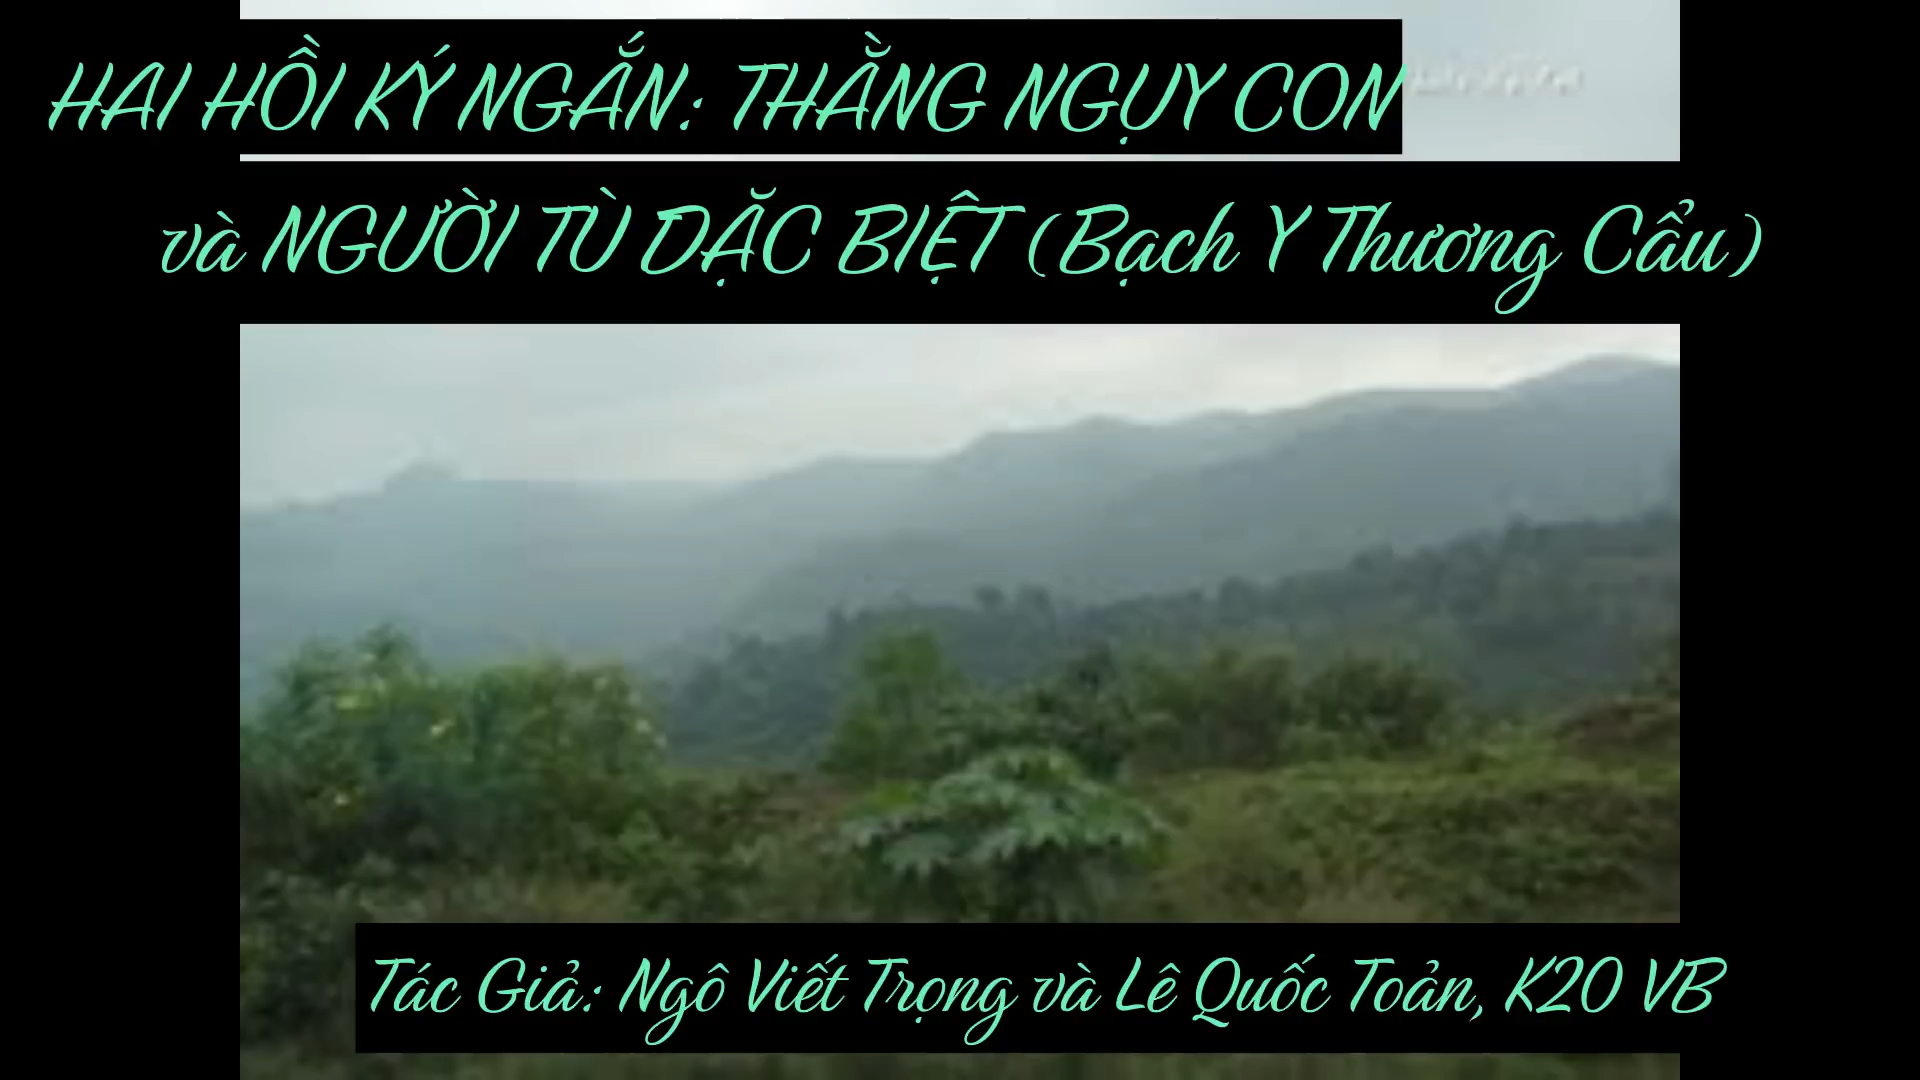 HAI HỒI KÝ NGẮN: THẰNG NGỤY CON
và NGƯỜI TÙ ĐẶC BIỆT (Bạch Y Thương Cẩu)
Tác Giả: Ngô Viết Trọng và Lê Quốc Toản, K20 VB